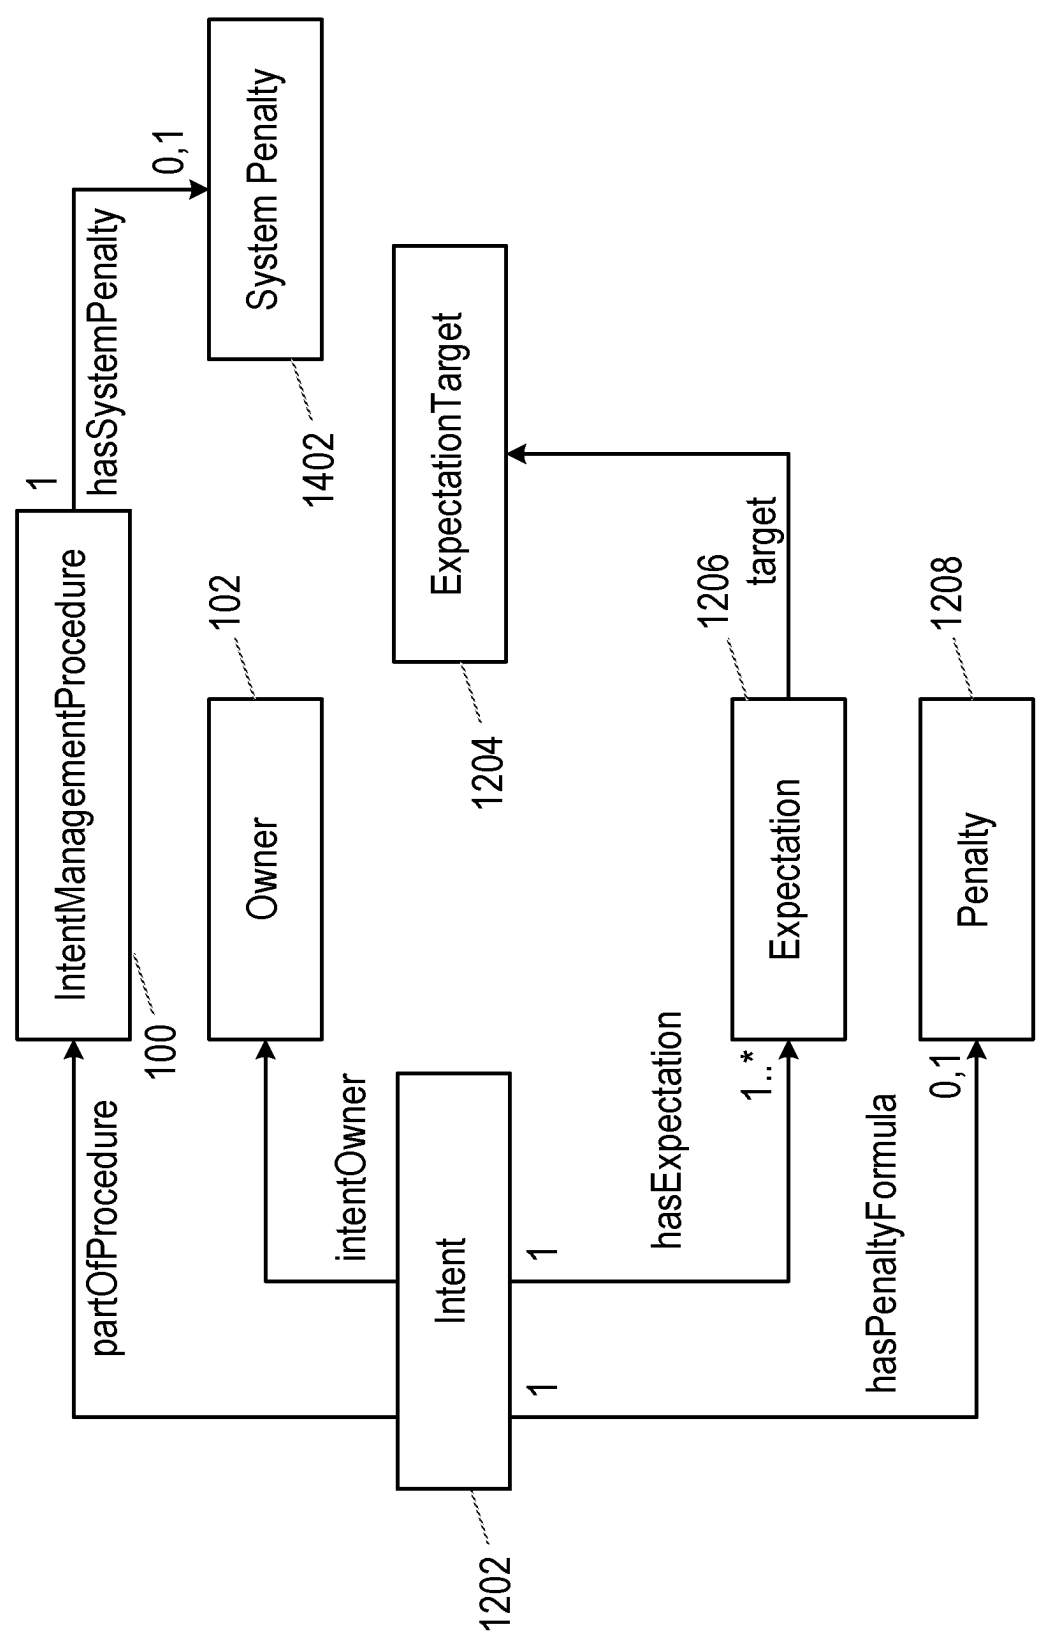 partOfProcedure
100
IntentManagementProcedure
1
hasSystemPenalty
0,1
System Penalty
1402
intentOwner
Owner
102
1202
Intent
ExpectationTarget
1204
1
hasExpectation
1..*
Expectation
1206
target
1
hasPenaltyFormula
0,1
Penalty
1208